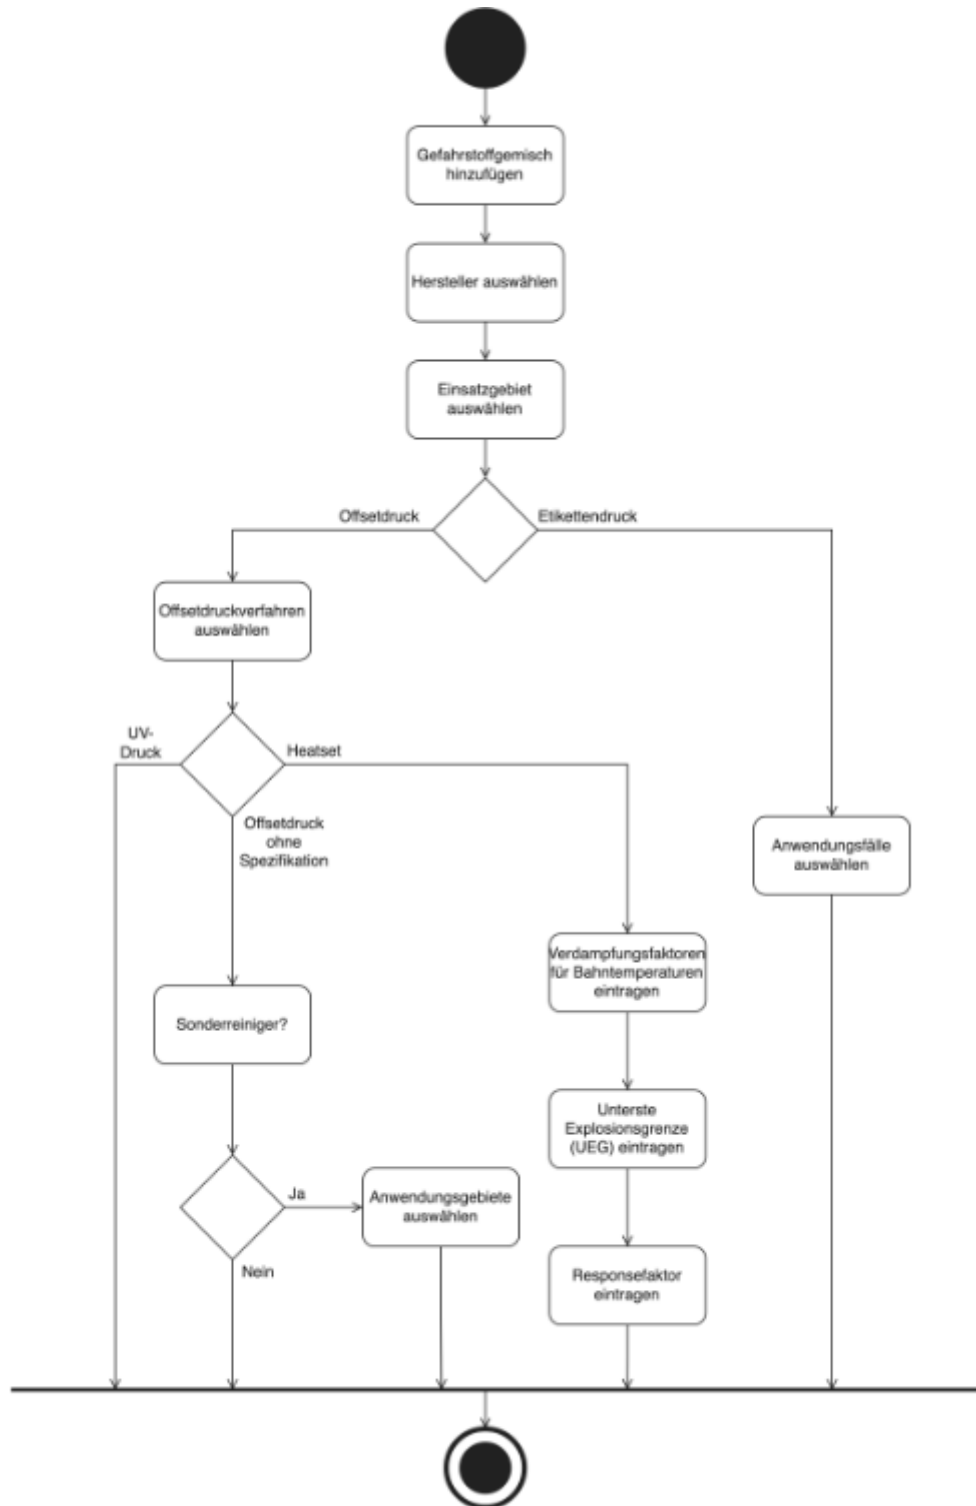 Gefahrstoffgemisch
hinzufügen
Hersteller auswählen
Einsatzgebiet
auswählen
Offsetdruck
Etikettendruck
Offsetdruckverfahren
auswählen
UV-
Druck
Heatset
Offsetdruck
ohne
Spezifikation
Anwendungsfälle
auswählen
Verdampfungsfaktoren
für Bahntemperaturen
eintragen
Sonderreiniger?
Unterste
Explosionsgrenze
(UEG) eintragen
Ja
Anwendungsgebiete
auswählen
Nein
Responsefaktor
eintragen